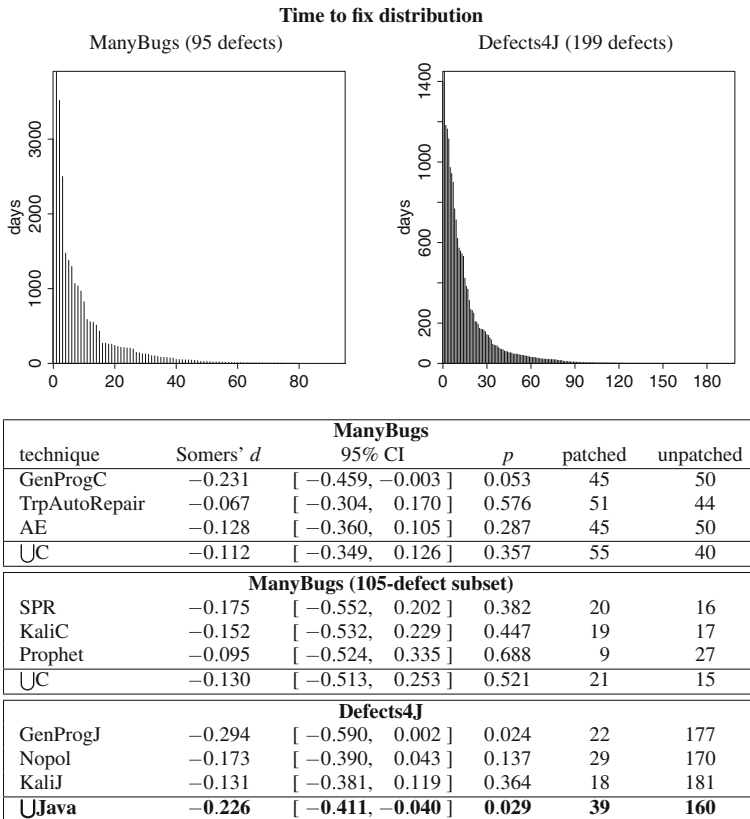 Time to fix distribution
ManyBugs (95 defects)
Defects4J (199 defects)
days
0 1000 2000 3000
0 20 40 60 80
days
0 200 600 1000 1400
0 30 60 90 120 150 180
ManyBugs
technique Somers' d 95% CI p patched unpatched
GenProgC −0.231 [ −0.459, −0.003 ] 0.053 45 50
TrpAutoRepair −0.067 [ −0.304, 0.170 ] 0.576 51 44
AE −0.128 [ −0.360, 0.105 ] 0.287 45 50
⋃C −0.112 [ −0.349, 0.126 ] 0.357 55 40
ManyBugs (105-defect subset)
SPR −0.175 [ −0.552, 0.202 ] 0.382 20 16
KaliC −0.152 [ −0.532, 0.229 ] 0.447 19 17
Prophet −0.095 [ −0.524, 0.335 ] 0.688 9 27
⋃C −0.130 [ −0.513, 0.253 ] 0.521 21 15
Defects4J
GenProgJ −0.294 [ −0.590, 0.002 ] 0.024 22 177
Nopol −0.173 [ −0.390, 0.043 ] 0.137 29 170
KaliJ −0.131 [ −0.381, 0.119 ] 0.364 18 181
⋃Java −0.226 [ −0.411, −0.040 ] 0.029 39 160